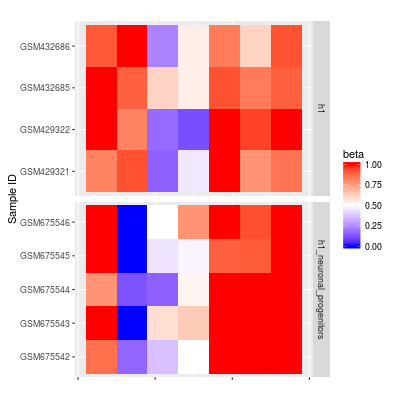 Sample ID
GSM432686
GSM432685
GSM429322
GSM429321
h1
GSM675546
GSM675545
GSM675544
GSM675543
GSM675542
h1_neuronal_progenitors
beta
1.00
0.75
0.50
0.25
0.00